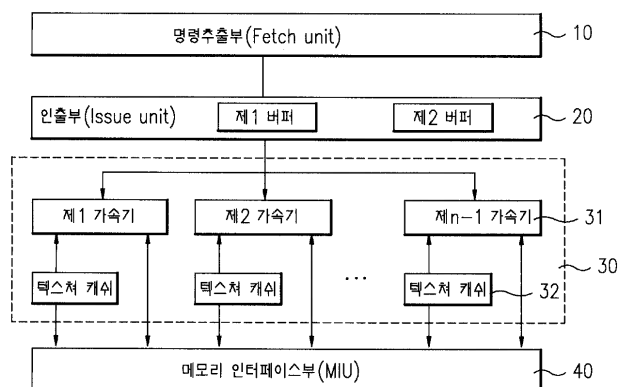 명령추출부(Fetch unit)
10
인출부(Issue unit)
제1 버퍼
제2 버퍼
20
제1 가속기
제2 가속기
제n-1 가속기
31
30
텍스쳐 캐쉬
텍스쳐 캐쉬
...
텍스쳐 캐쉬
32
메모리 인터페이스부(MIU)
40